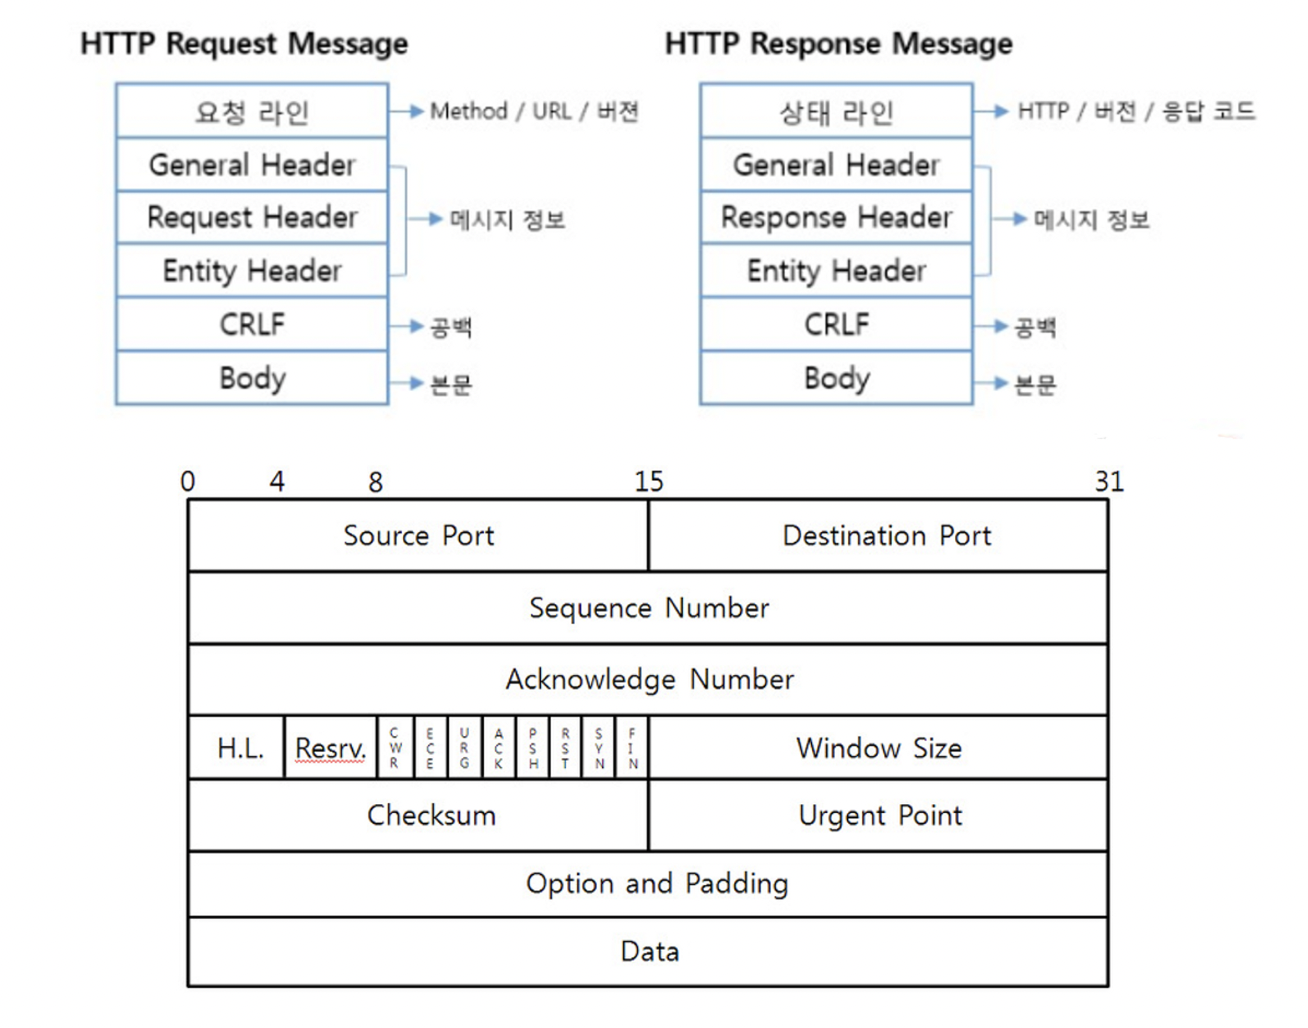 HTTP Request Message
요청 라인
Method / URL / 버젼
General Header
Request Header
메시지 정보
Entity Header
CRLF
공백
Body
본문
HTTP Response Message
상태 라인
HTTP / 버전 / 응답 코드
General Header
Response Header
메시지 정보
Entity Header
CRLF
공백
Body
본문
0 4 8 15 31
Source Port
Destination Port
Sequence Number
Acknowledge Number
H.L.
Resrv.
CWR
ECE
URG
ACK
PSH
RST
SYN
FIN
Window Size
Checksum
Urgent Point
Option and Padding
Data